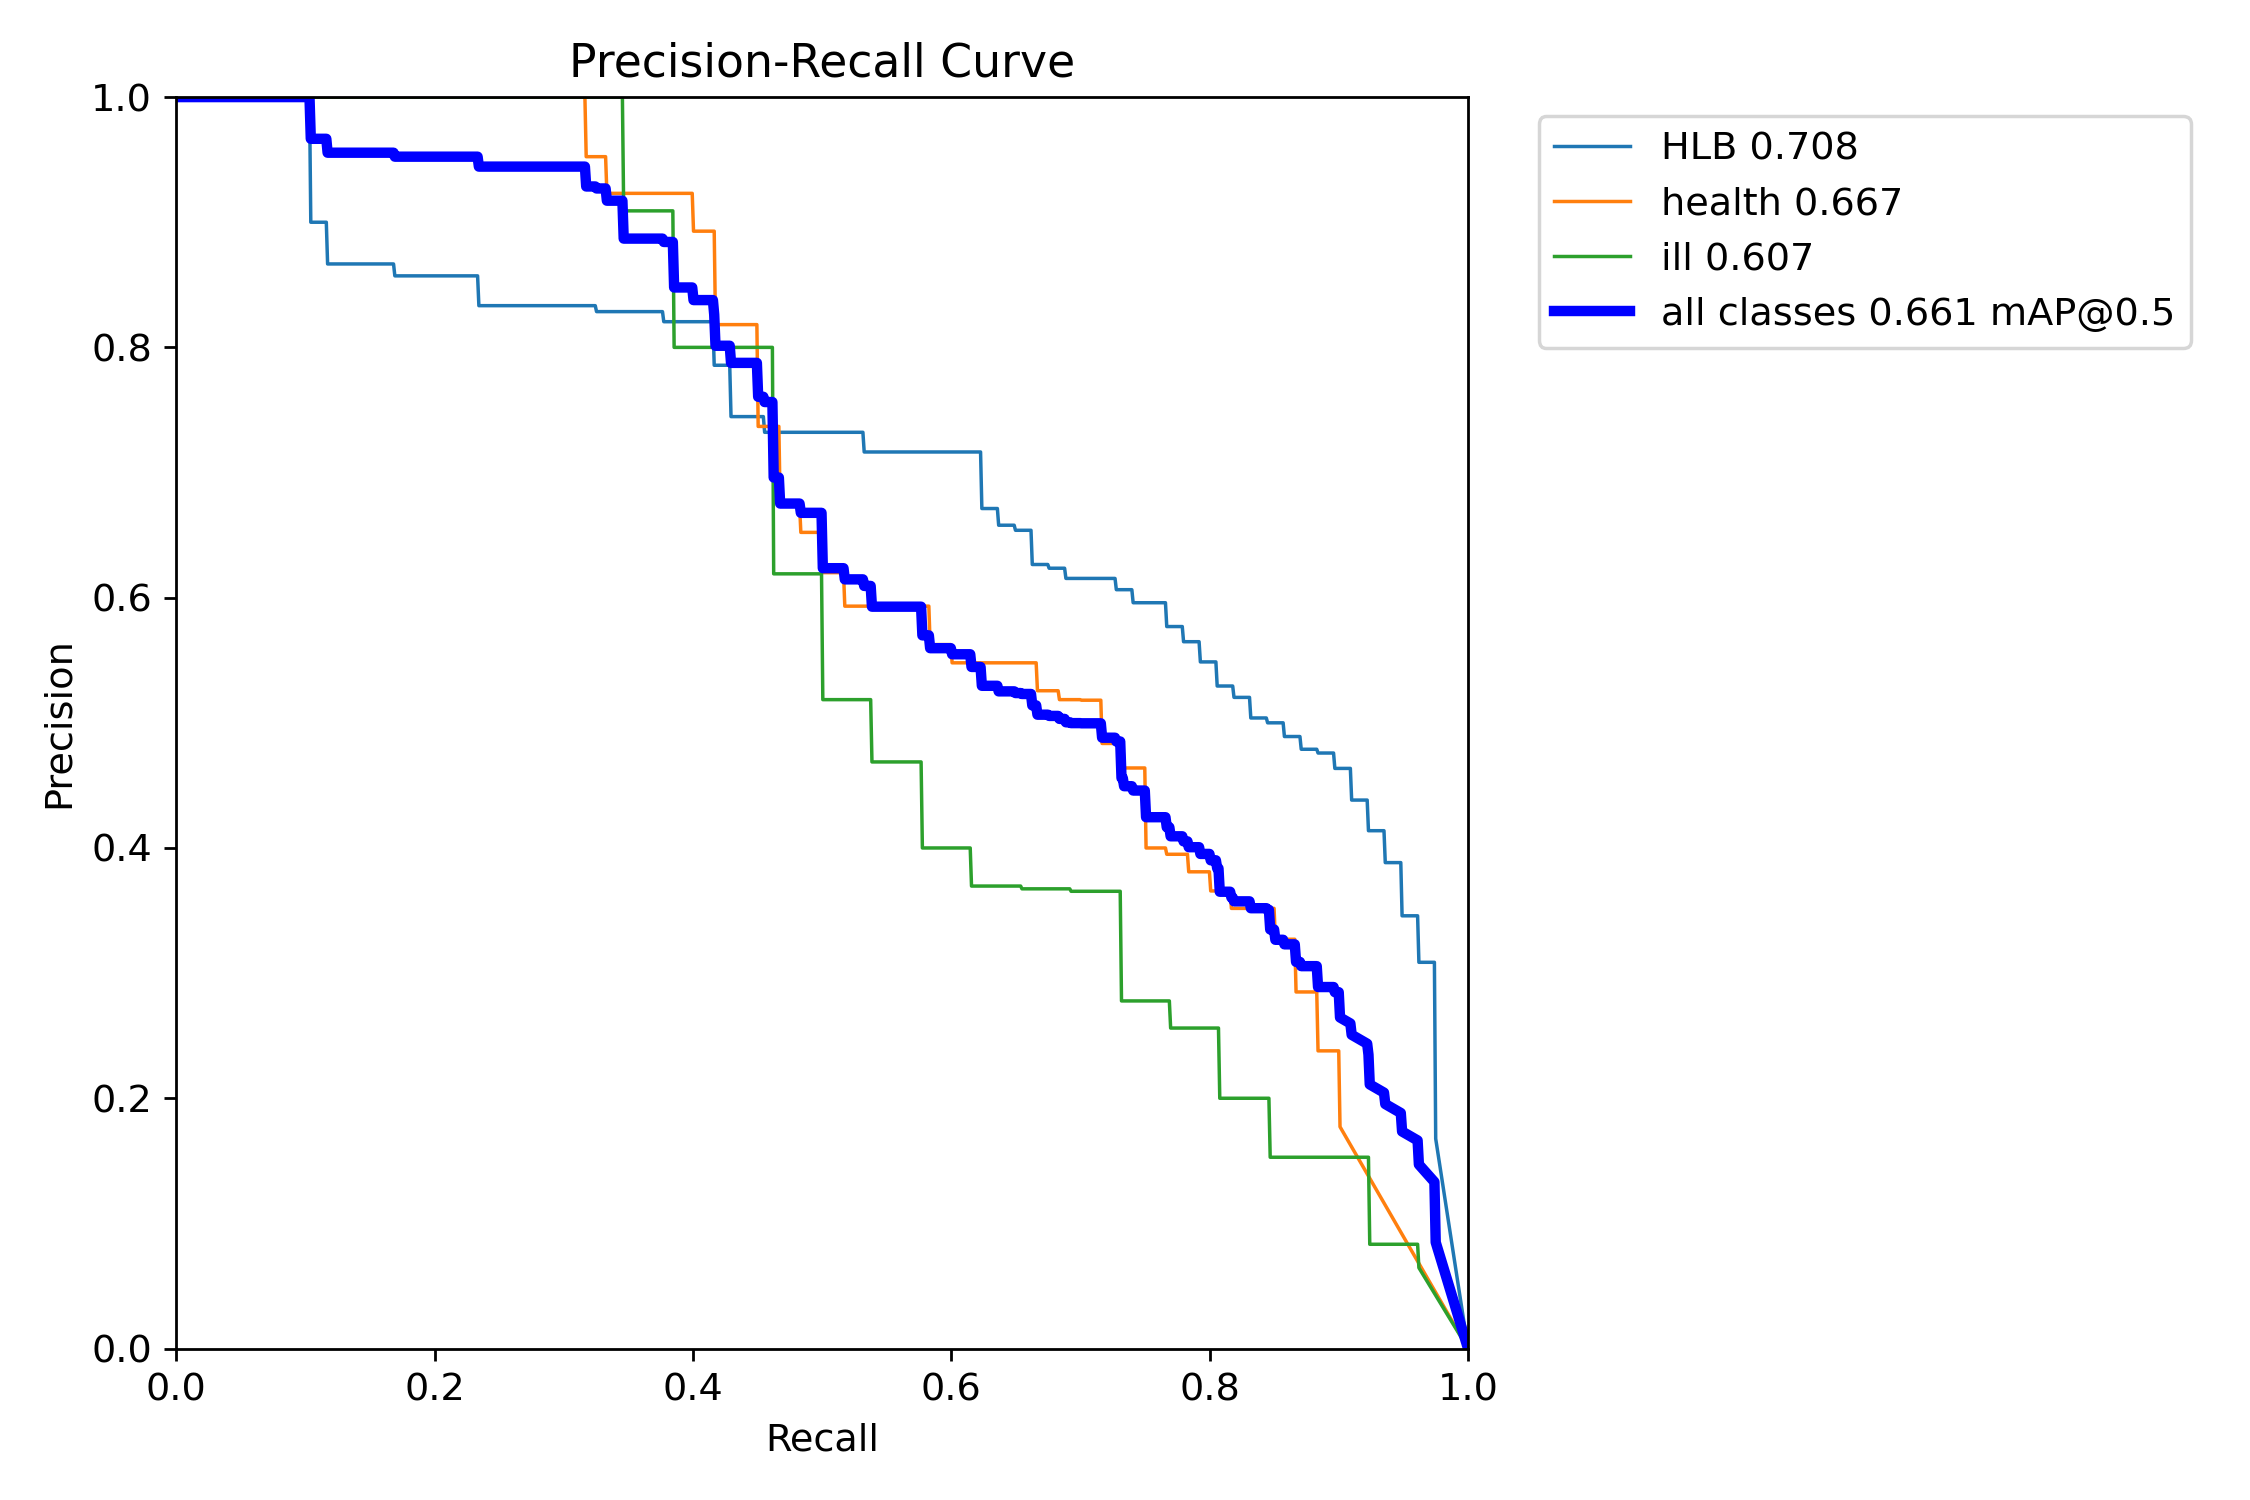 Precision-Recall Curve
1.0
0.8
0.6
0.4
0.2
0.0
Precision
0.0 0.2 0.4 0.6 0.8 1.0
Recall
HLB 0.708
health 0.667
ill 0.607
all classes 0.661 mAP@0.5